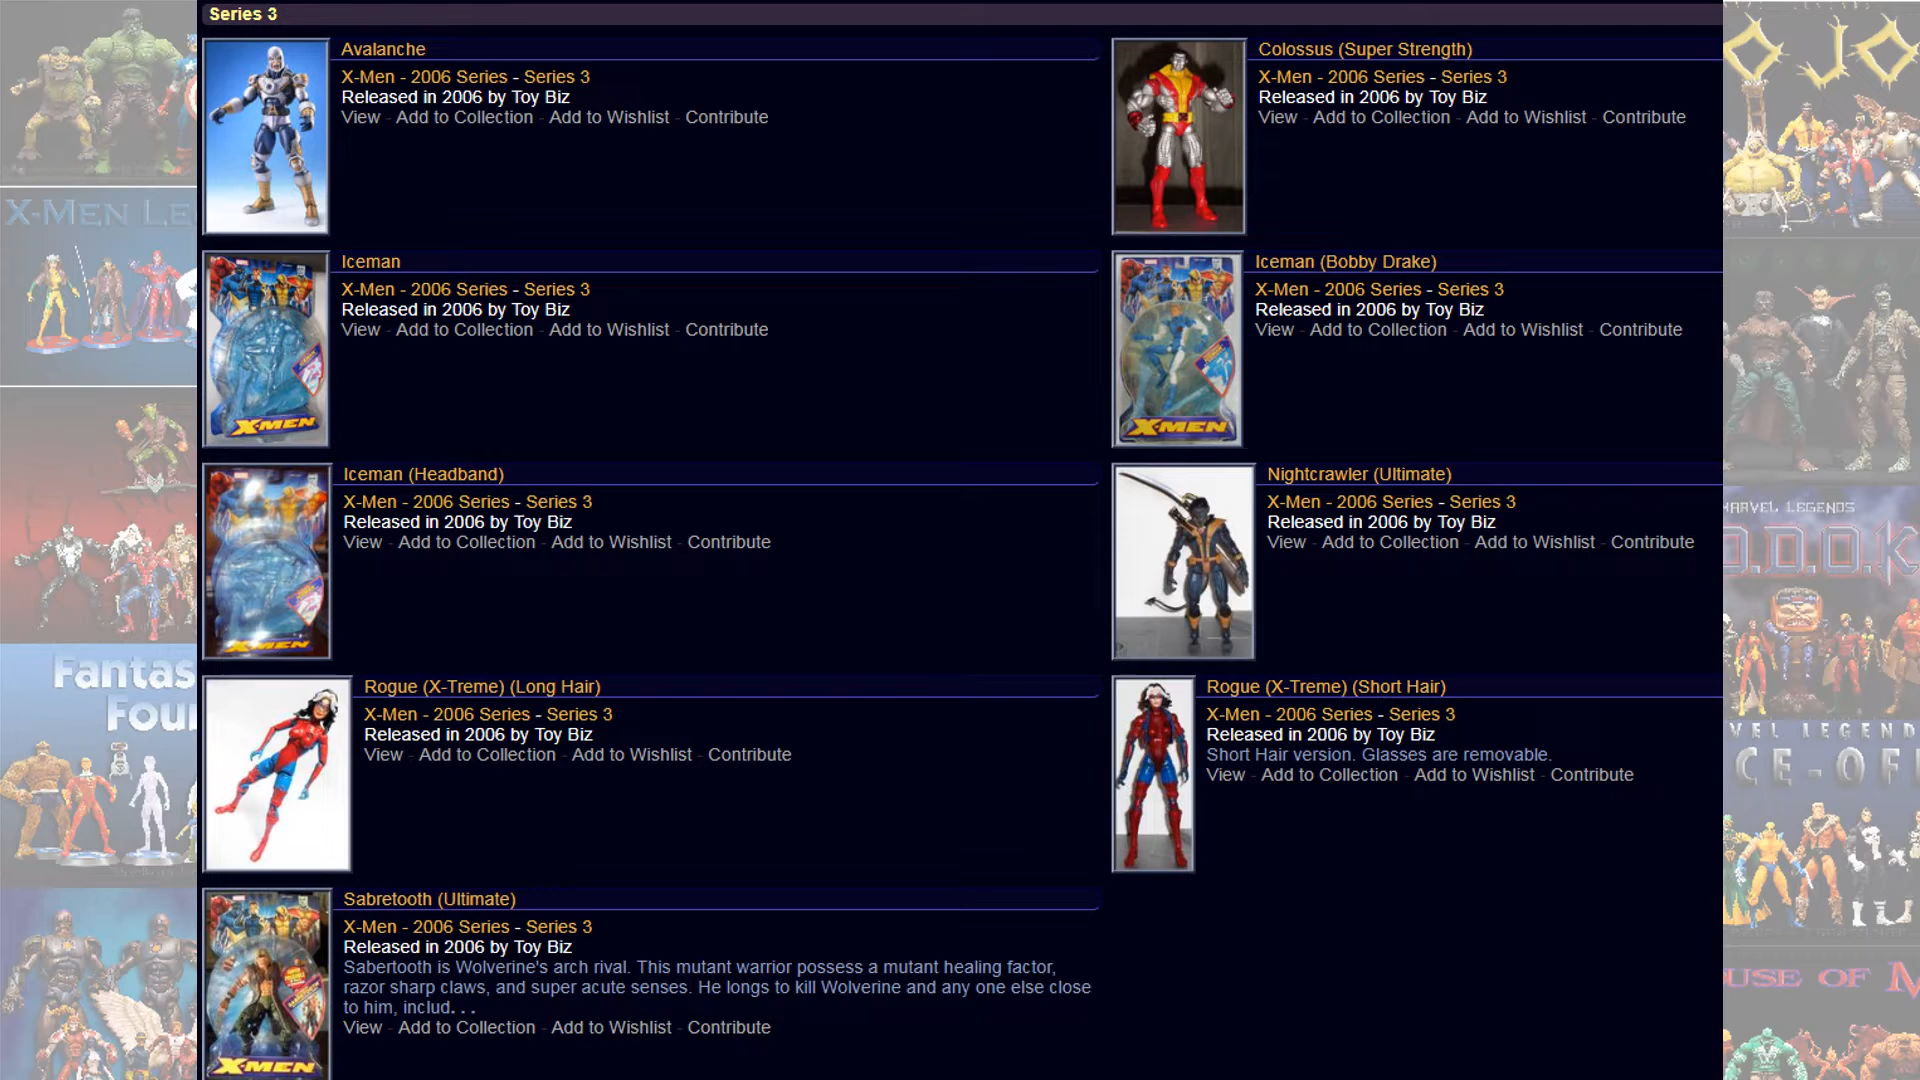 Series 3
Avalanche
X-Men - 2006 Series - Series 3
Released in 2006 by Toy Biz
View - Add to Collection - Add to Wishlist - Contribute
Colossus (Super Strength)
X-Men - 2006 Series - Series 3
Released in 2006 by Toy Biz
View - Add to Collection - Add to Wishlist - Contribute
Iceman
X-Men - 2006 Series - Series 3
Released in 2006 by Toy Biz
View - Add to Collection - Add to Wishlist - Contribute
X-MEN
Iceman (Bobby Drake)
X-Men - 2006 Series - Series 3
Released in 2006 by Toy Biz
View - Add to Collection - Add to Wishlist - Contribute
X-MEN
Iceman (Headband)
X-Men - 2006 Series - Series 3
Released in 2006 by Toy Biz
View - Add to Collection - Add to Wishlist - Contribute
X-MEN
Nightcrawler (Ultimate)
X-Men - 2006 Series - Series 3
Released in 2006 by Toy Biz
View - Add to Collection - Add to Wishlist - Contribute
Rogue (X-Treme) (Long Hair)
X-Men - 2006 Series - Series 3
Released in 2006 by Toy Biz
View - Add to Collection - Add to Wishlist - Contribute
Rogue (X-Treme) (Short Hair)
X-Men - 2006 Series - Series 3
Released in 2006 by Toy Biz
Short Hair version. Glasses are removable.
View - Add to Collection - Add to Wishlist - Contribute
Sabretooth (Ultimate)
X-Men - 2006 Series - Series 3
Released in 2006 by Toy Biz
Sabertooth is Wolverine's arch rival. This mutant warrior possess a mutant healing factor,
razor sharp claws, and super acute senses. He longs to kill Wolverine and any one else close
to him, includ. . .
View - Add to Collection - Add to Wishlist - Contribute
X-MEN
X-MEN LE
Fantas
Four
O JO
MARVEL LEGENDS
O.D.O.K
VEL LEGEND
CE-OF
USE OF M